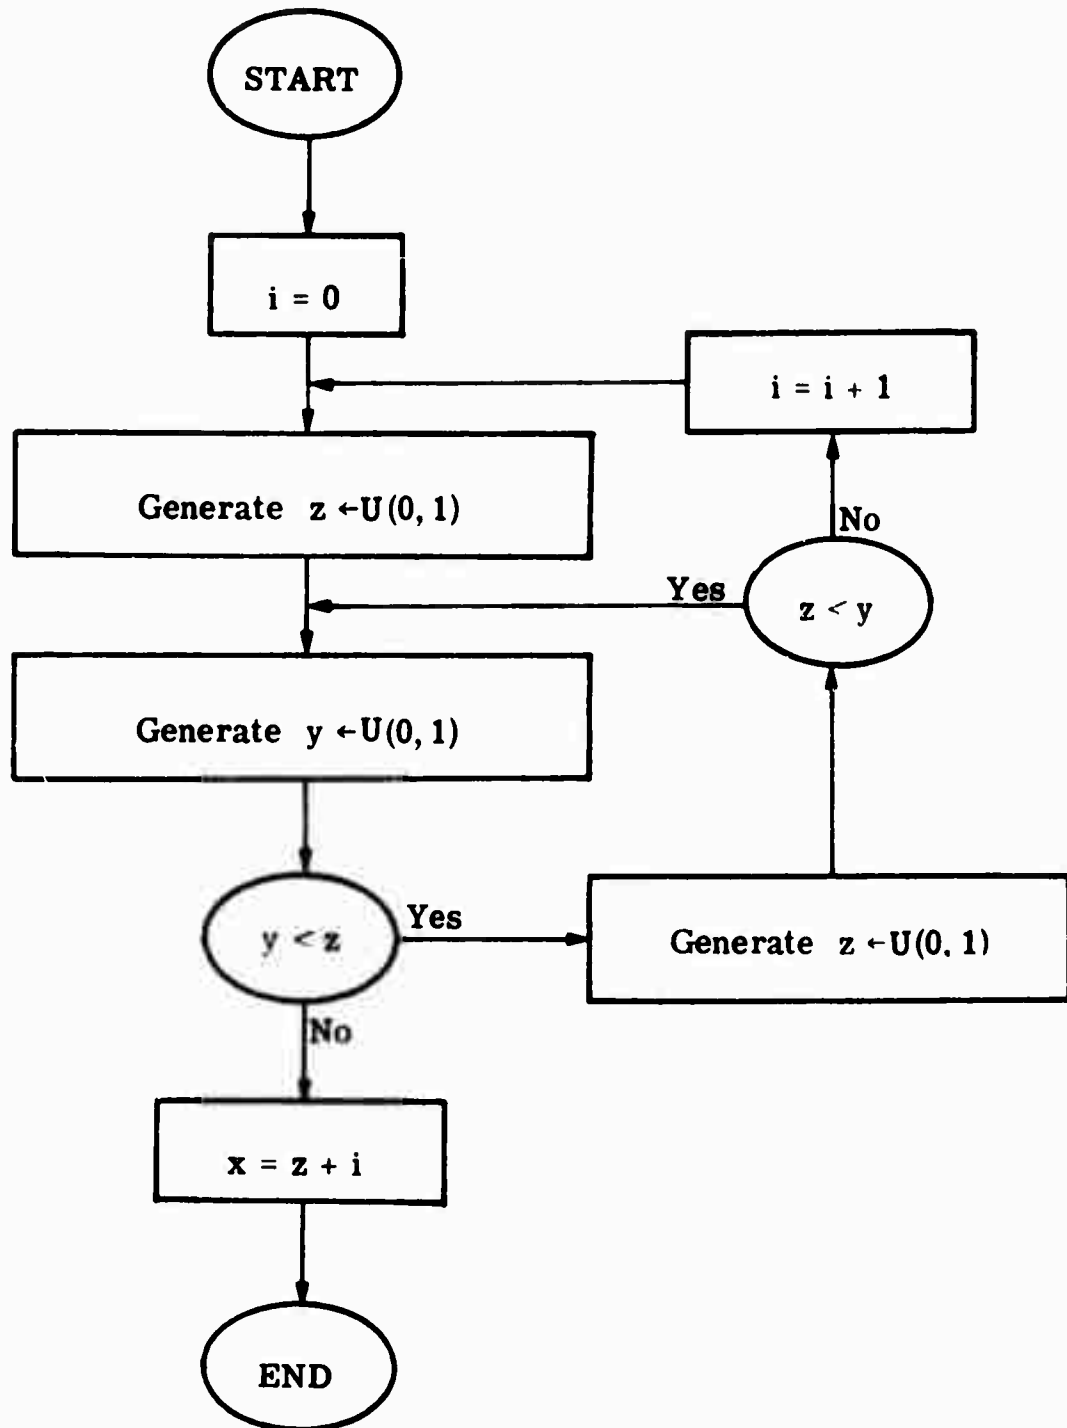 START
i = 0
i = i + 1
Generate z ←U(0, 1)
No
Yes
z < y
Generate y ←U(0, 1)
Yes
y < z
Generate z ←U(0, 1)
No
x = z + i
END